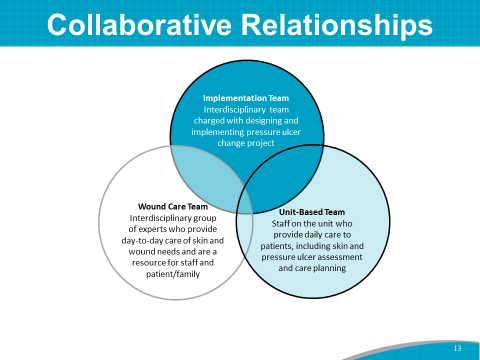 Collaborative Relationships
Implementation Team
Interdisciplinary team
charged with designing and
implementing pressure ulcer
change project
Wound Care Team
Interdisciplinary group
of experts who provide
day-to-day care of skin and
wound needs and are a
resource for staff and
patient/family
Unit-Based Team
Staff on the unit who
provide daily care to
patients, including skin and
pressure ulcer assessment
and care planning
13